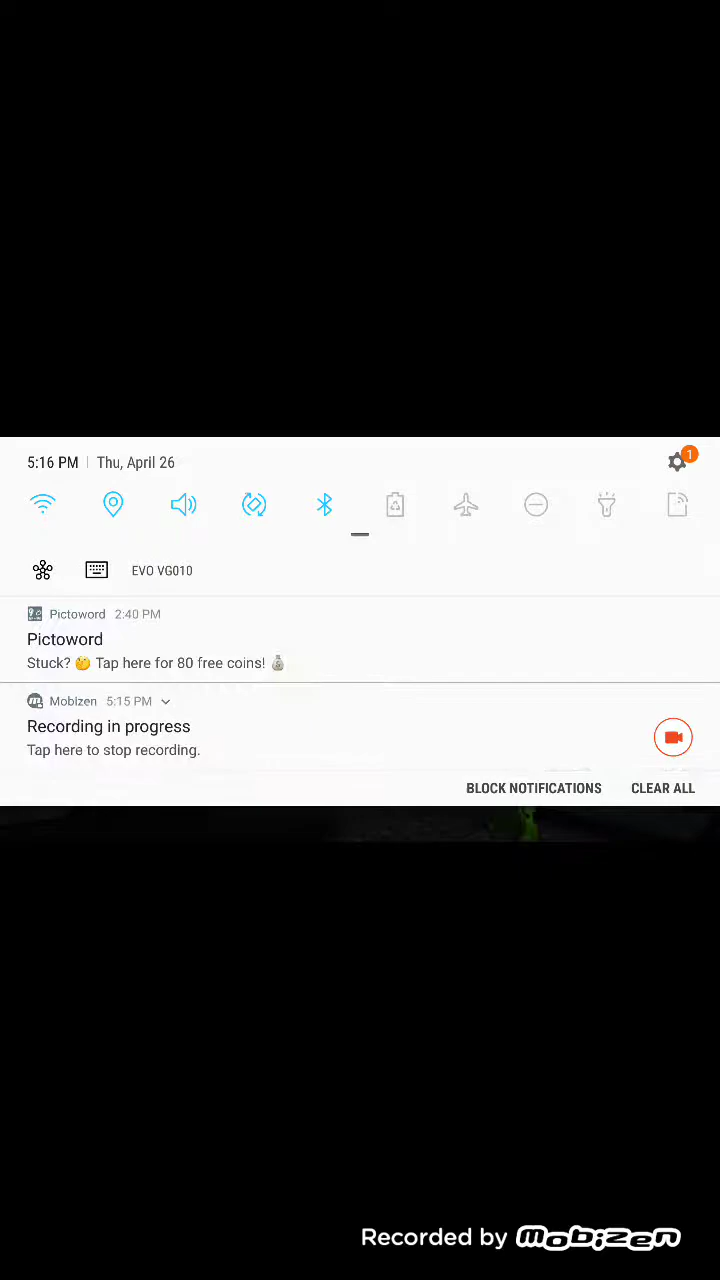 5:16 PM | Thu, April 26
1
EVO VG010
Pictoword 2:40 PM
Pictoword
Stuck? 🤔 Tap here for 80 free coins! 💰
Mobizen 5:15 PM
Recording in progress
Tap here to stop recording.
BLOCK NOTIFICATIONS CLEAR ALL
Recorded by mobizen